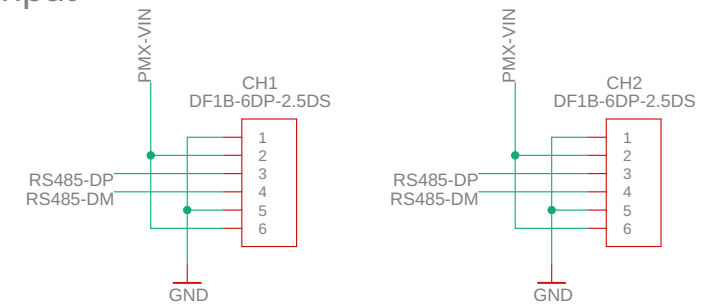 PMX-VIN
CH1
DF1B-6DP-2.5DS
1
2
RS485-DP
3
RS485-DM
4
5
6
GND
PMX-VIN
CH2
DF1B-6DP-2.5DS
1
2
RS485-DP
3
RS485-DM
4
5
6
GND